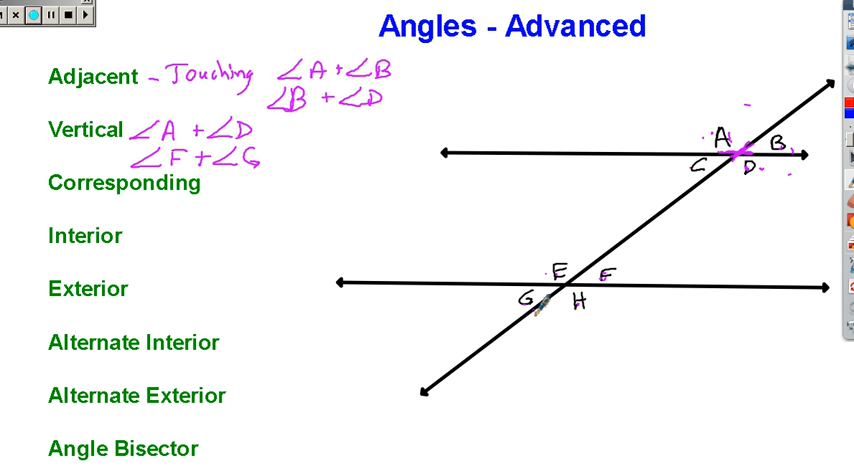 Angles - Advanced
Adjacent - Touching ∠A + ∠B
∠B + ∠D
Vertical ∠A + ∠D
∠F + ∠G
Corresponding
Interior
Exterior
Alternate Interior
Alternate Exterior
Angle Bisector
A B
C D
E F
G H